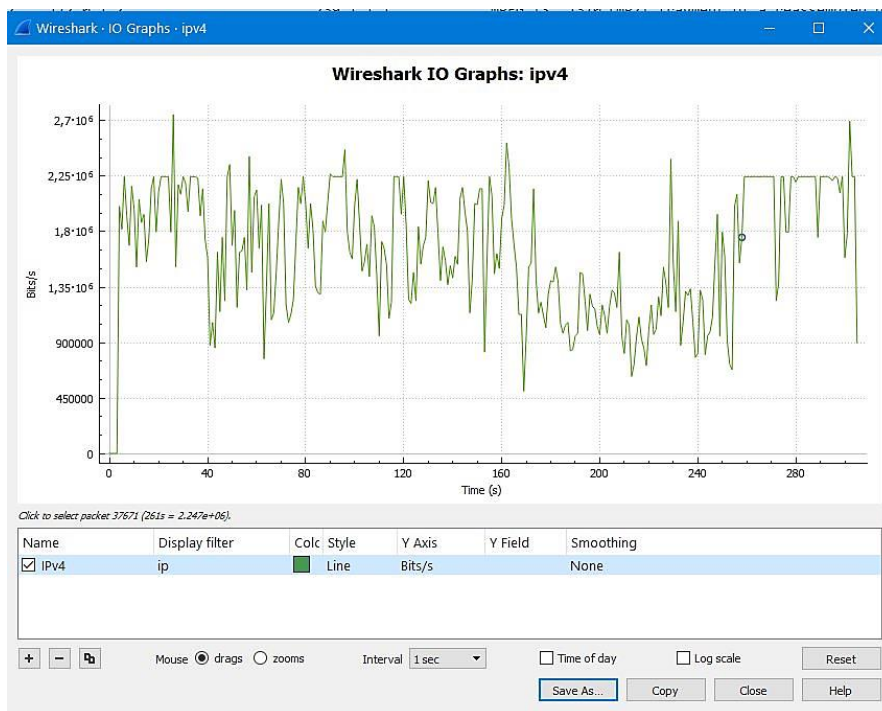 Wireshark · IO Graphs · ipv4
Wireshark IO Graphs: ipv4
2,7·10⁶
2,25·10⁶
1,8·10⁶
1,35·10⁶
900000
450000
0
Bits/s
0 40 80 120 160 200 240 280
Time (s)
Click to select packet 37671 (261s = 2.247e+06).
Name Display filter Colc Style Y Axis Y Field Smoothing
IPv4 ip Line Bits/s None
+ − Mouse drags zooms Interval 1 sec Time of day Log scale Reset
Save As... Copy Close Help